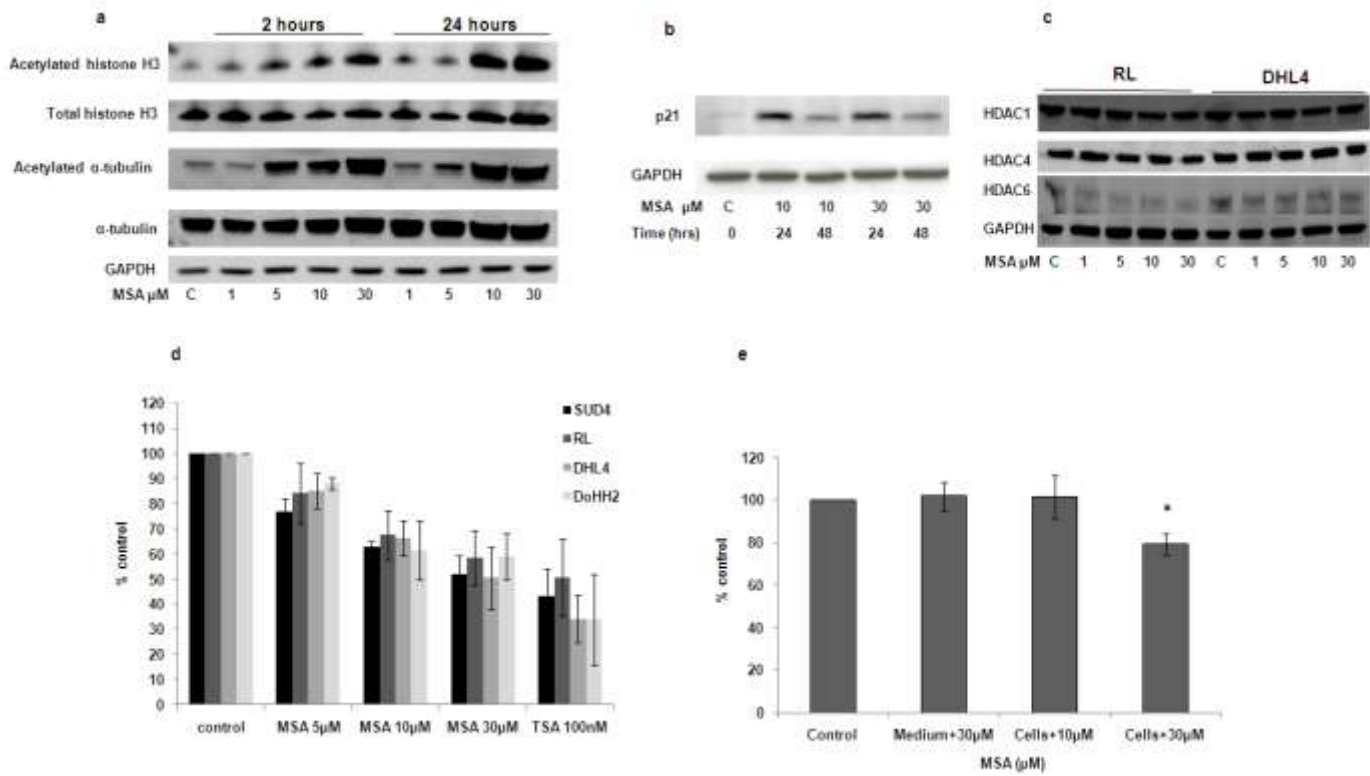 a
2 hours 24 hours
Acetylated histone H3
Total histone H3
Acetylated α-tubulin
α-tubulin
GAPDH
MSA µM C 1 5 10 30 1 5 10 30
b
p21
GAPDH
MSA µM C 10 10 30 30
Time (hrs) 0 24 48 24 48
c
RL DHL4
HDAC1
HDAC4
HDAC6
GAPDH
MSA µM C 1 5 10 30 C 1 5 10 30
d
120
110
100
90
80
70
60
50
40
30
20
10
0
% control
SUD4
RL
DHL4
DoHH2
control MSA 5µM MSA 10µM MSA 30µM TSA 100nM
e
120
100
80
60
40
20
0
% control
*
Control Medium+30µM Cells+10µM Cells+30µM
MSA (µM)